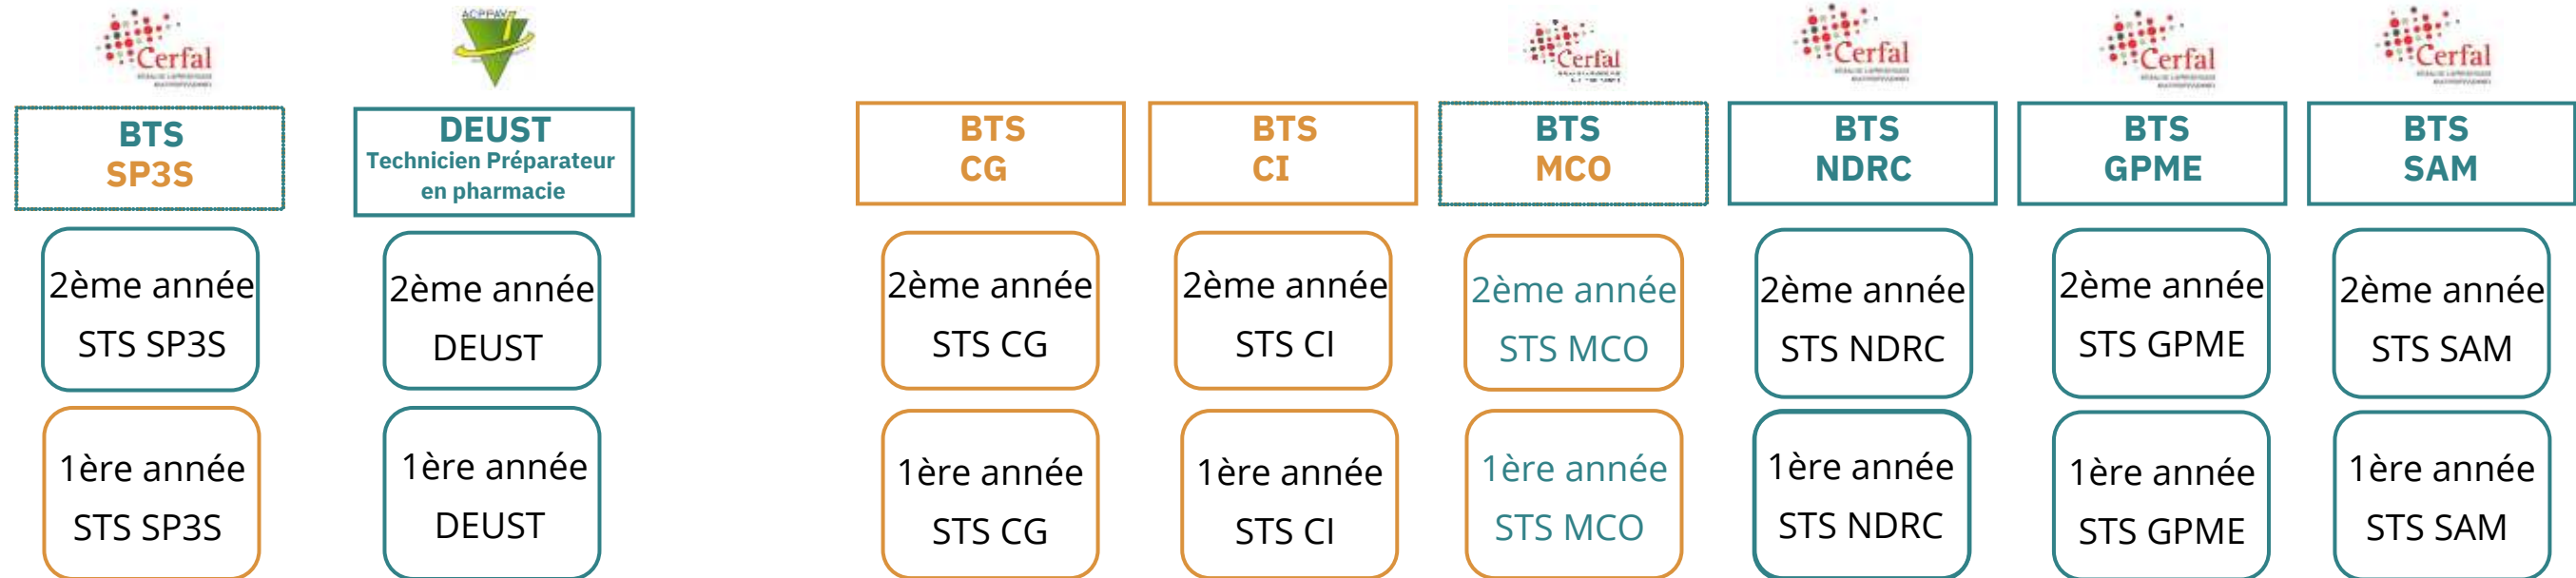 Cerfal
ACPPAV
Cerfal
Cerfal
Cerfal
Cerfal
BTS
SP3S
DEUST
Technicien Préparateur
en pharmacie
BTS
CG
BTS
CI
BTS
MCO
BTS
NDRC
BTS
GPME
BTS
SAM
2ème année
STS SP3S
2ème année
DEUST
2ème année
STS CG
2ème année
STS CI
2ème année
STS MCO
2ème année
STS NDRC
2ème année
STS GPME
2ème année
STS SAM
1ère année
STS SP3S
1ère année
DEUST
1ère année
STS CG
1ère année
STS CI
1ère année
STS MCO
1ère année
STS NDRC
1ère année
STS GPME
1ère année
STS SAM